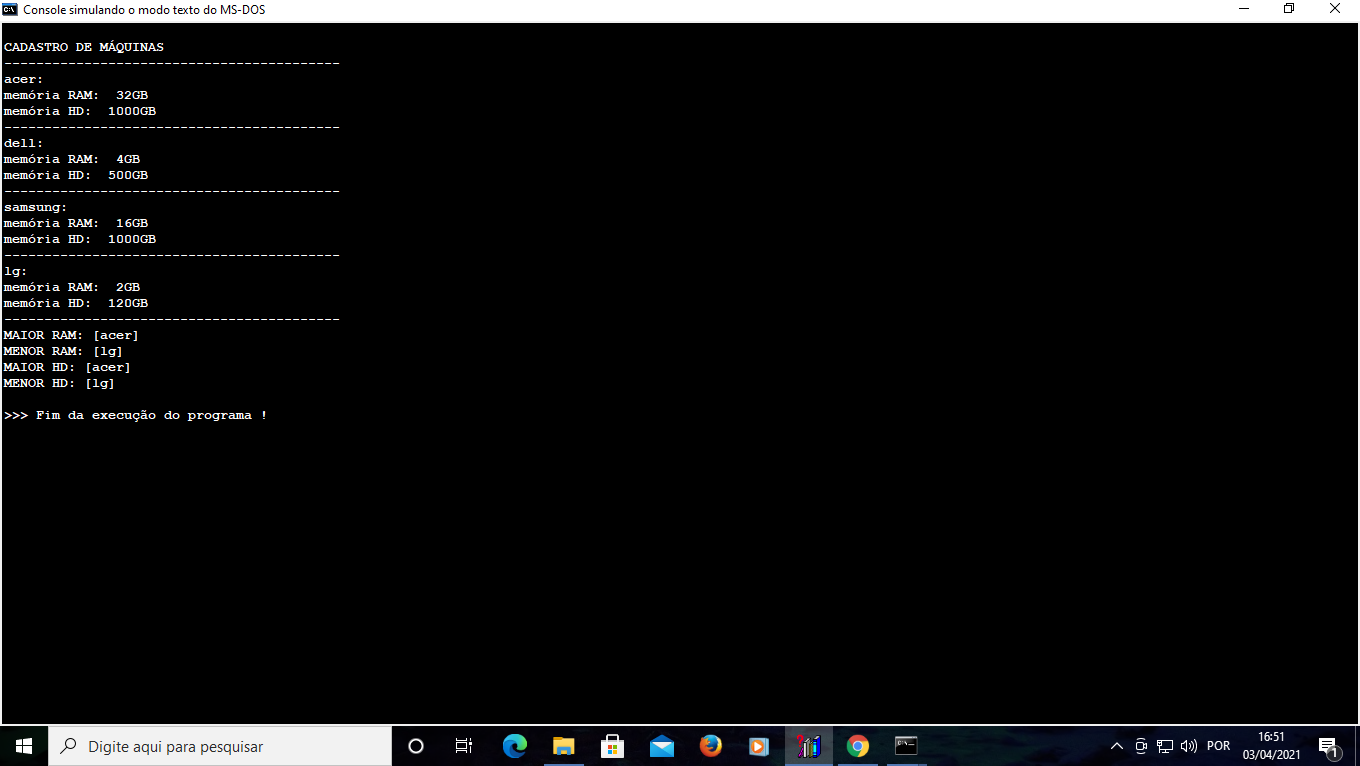 Console simulando o modo texto do MS-DOS
CADASTRO DE MÁQUINAS
------------------------------------------
acer:
memória RAM:  32GB
memória HD:  1000GB
------------------------------------------
dell:
memória RAM:  4GB
memória HD:  500GB
------------------------------------------
samsung:
memória RAM:  16GB
memória HD:  1000GB
------------------------------------------
lg:
memória RAM:  2GB
memória HD:  120GB
------------------------------------------
MAIOR RAM: [acer]
MENOR RAM: [lg]
MAIOR HD: [acer]
MENOR HD: [lg]
>>> Fim da execução do programa !
Digite aqui para pesquisar
POR
16:51
03/04/2021
1